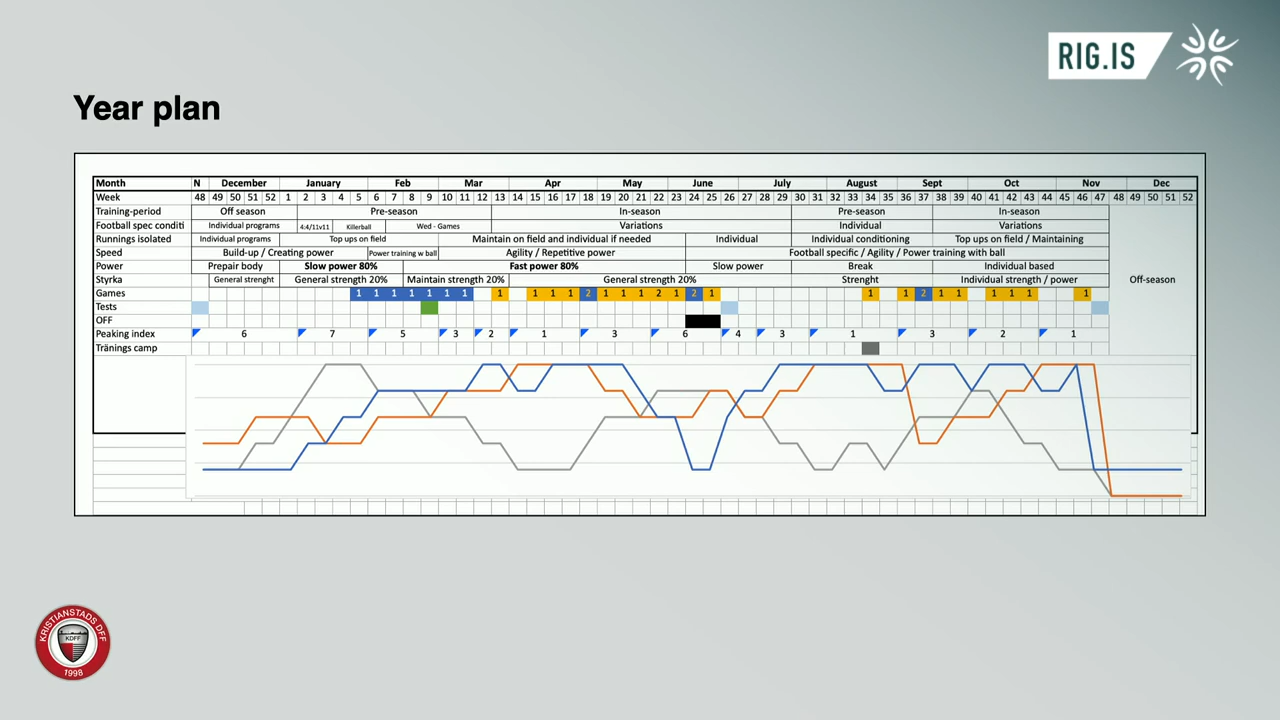 RIG.IS
Year plan
Month N December January Feb Mar Apr May June July August Sept Oct Nov Dec
Week 48 49 50 51 52 1 2 3 4 5 6 7 8 9 10 11 12 13 14 15 16 17 18 19 20 21 22 23 24 25 26 27 28 29 30 31 32 33 34 35 36 37 38 39 40 41 42 43 44 45 46 47 48 49 50 51 52
Training-period Off season Pre-season In-season Pre-season In-season
Football spec conditi Individual programs 4:4/11v11 Killerball Wed - Games Variations Individual Variations
Runnings isolated Individual programs Top ups on field Maintain on field and individual if needed Individual Individual conditioning Top ups on field / Maintaining
Speed Build-up / Creating power Power training w ball Agility / Repetitive power Football specific / Agility / Power training with ball
Power Prepair body Slow power 80% Fast power 80% Slow power Break Individual based
Styrka General strenght General strength 20% Maintain strength 20% General strength 20% Strenght Individual strength / power Off-season
Games 1 1 1 1 1 1 1 1 1 1 1 2 1 1 1 2 1 2 1 1 1 2 1 1 1 1 1 1
Tests
OFF
Peaking index 6 7 5 3 2 1 3 6 4 3 1 3 2 1
Tränings camp
KRISTIANSTADS DFF
KDFF
1998